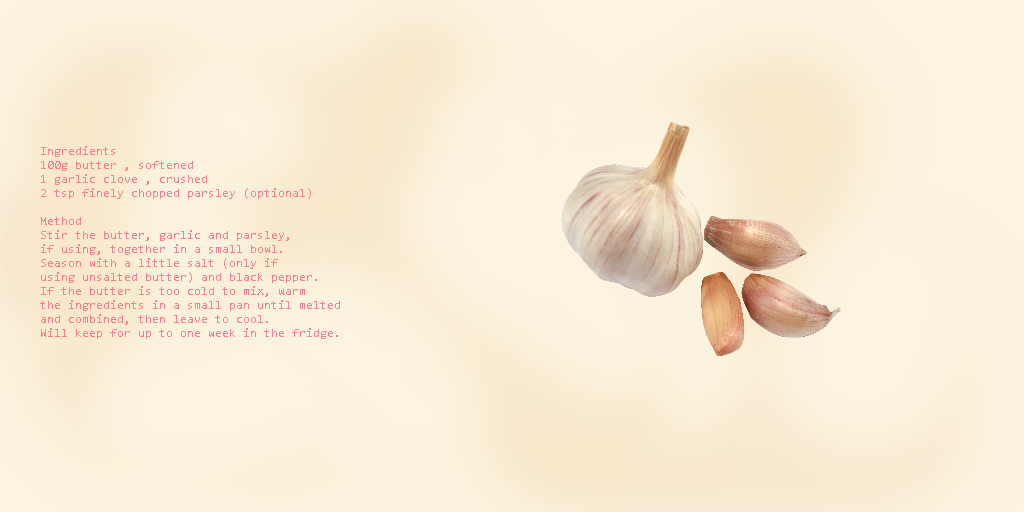 Ingredients
100g butter , softened
1 garlic clove , crushed
2 tsp finely chopped parsley (optional)
Method
Stir the butter, garlic and parsley,
if using, together in a small bowl.
Season with a little salt (only if
using unsalted butter) and black pepper.
If the butter is too cold to mix, warm
the ingredients in a small pan until melted
and combined, then leave to cool.
Will keep for up to one week in the fridge.